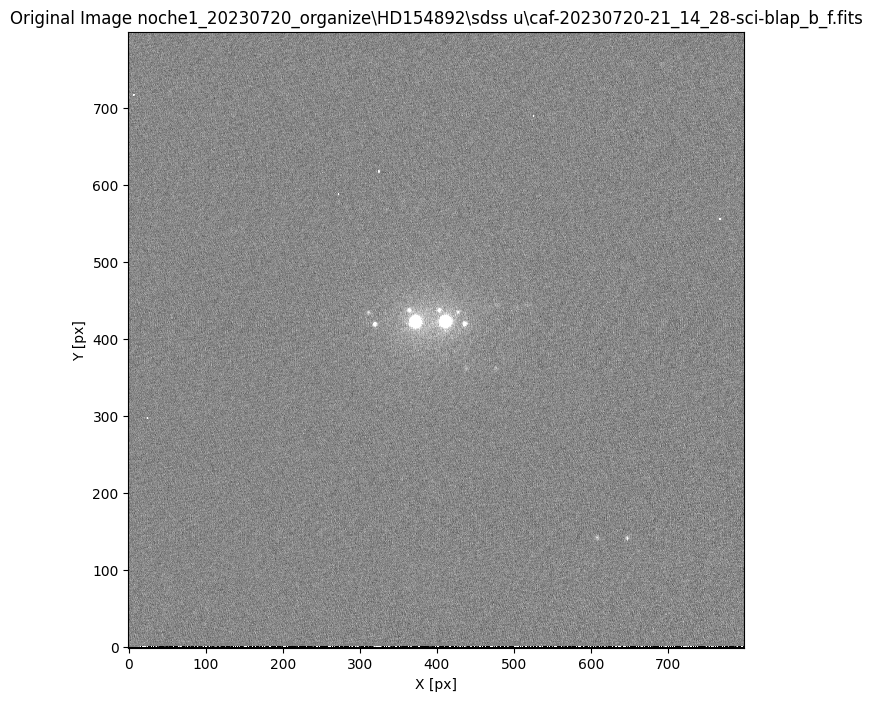 Original Image noche1_20230720_organize\HD154892\sdss u\caf-20230720-21_14_28-sci-blap_b_f.fits
700
600
500
400
300
200
100
0
Y [px]
0 100 200 300 400 500 600 700
X [px]